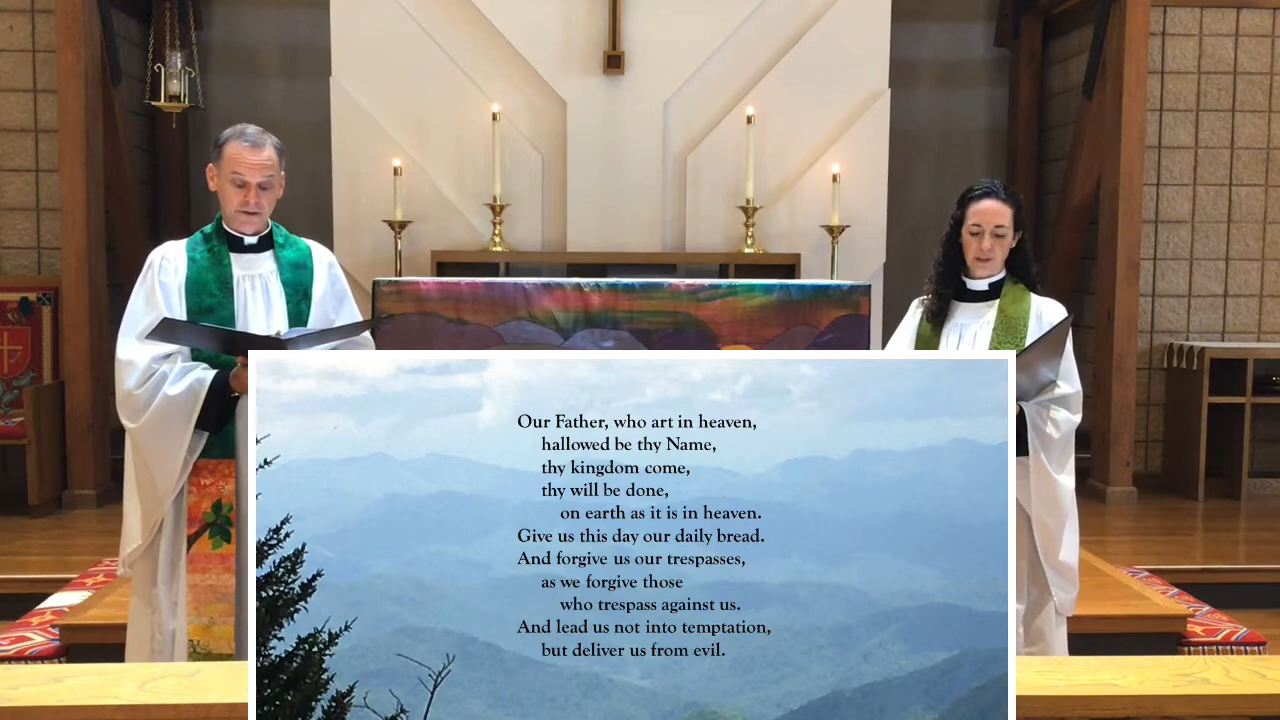 Our Father, who art in heaven,
hallowed be thy Name,
thy kingdom come,
thy will be done,
on earth as it is in heaven.
Give us this day our daily bread.
And forgive us our trespasses,
as we forgive those
who trespass against us.
And lead us not into temptation,
but deliver us from evil.